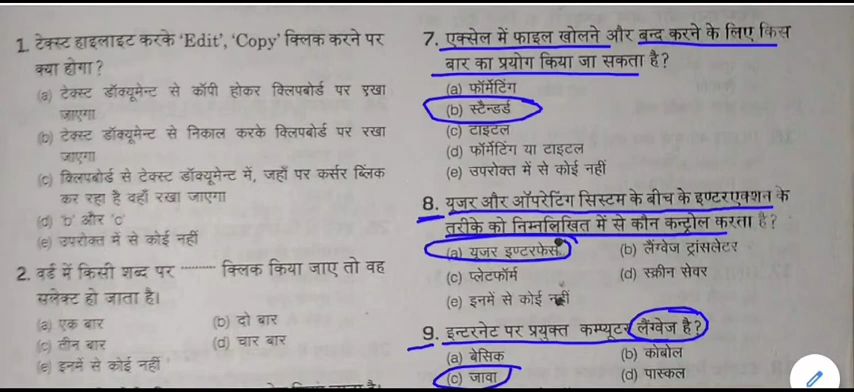 1. टेक्स्ट हाइलाइट करके ‘Edit’, ‘Copy’ क्लिक करने पर
क्या होगा?
(a) टेक्स्ट डॉक्यूमेन्ट से कॉपी होकर क्लिपबोर्ड पर रखा
जाएगा
(b) टेक्स्ट डॉक्यूमेन्ट से निकाल करके क्लिपबोर्ड पर रखा
जाएगा
(c) क्लिपबोर्ड से टेक्स्ट डॉक्यूमेन्ट में, जहाँ पर कर्सर ब्लिंक
कर रहा है वहाँ रखा जाएगा
(d) ‘b’ और ‘c’
(e) उपरोक्त में से कोई नहीं
2. वर्ड में किसी शब्द पर ········ क्लिक किया जाए तो वह
सलेक्ट हो जाता है।
(a) एक बार (b) दो बार
(c) तीन बार (d) चार बार
(e) इनमें से कोई नहीं
7. एक्सेल में फाइल खोलने और बन्द करने के लिए किस
बार का प्रयोग किया जा सकता है?
(a) फॉर्मेटिंग
(b) स्टैन्डर्ड
(c) टाइटल
(d) फॉर्मेटिंग या टाइटल
(e) उपरोक्त में से कोई नहीं
8. यूजर और ऑपरेटिंग सिस्टम के बीच के इण्टरएक्शन के
तरीके को निम्नलिखित में से कौन कन्ट्रोल करता है?
(a) यूजर इण्टरफेस (b) लैंग्वेज ट्रांसलेटर
(c) प्लेटफॉर्म (d) स्क्रीन सेवर
(e) इनमें से कोई नहीं
9. इन्टरनेट पर प्रयुक्त कम्प्यूटर लैंग्वेज है?
(a) बेसिक (b) कोबोल
(c) जावा (d) पास्कल